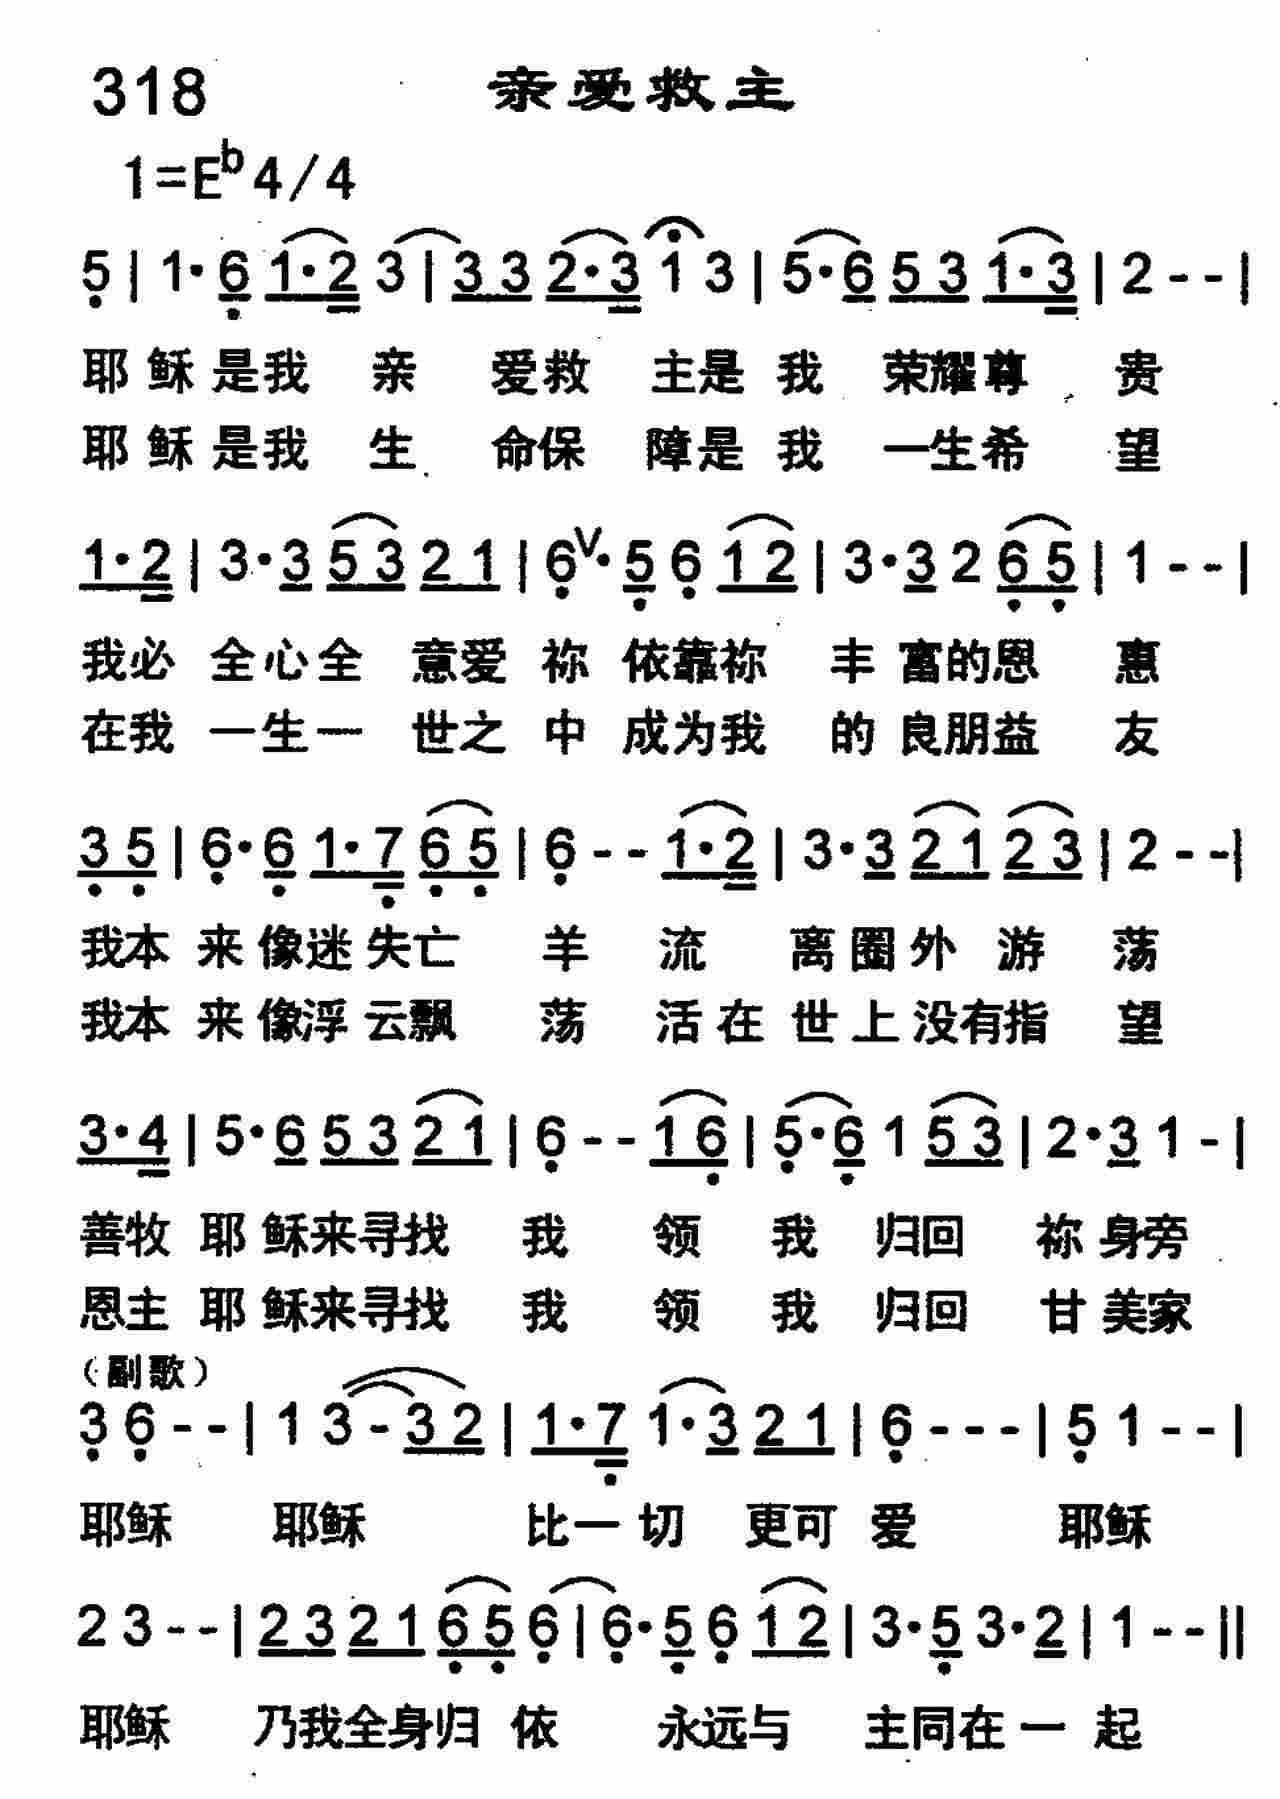 318 亲爱救主
1=E♭4/4
5 | 1·6 1·2 3 | 3 3 2·3 1 3 | 5·6 5 3 1·3 | 2 - - |
耶稣是我 亲 爱救 主是 我 荣耀尊 贵
耶稣是我 生 命保 障是 我 一生希 望
1·2 | 3·3 5 3 2 1 | 6 V· 5 6 1 2 | 3·3 2 6 5 | 1 - - |
我必 全心全 意爱 祢 依靠祢 丰 富的恩 惠
在我 一生一 世之 中 成为我 的 良朋益 友
3 5 | 6·6 1·7 6 5 | 6 - - 1·2 | 3·3 2 1 2 3 | 2 - - |
我本 来像迷失亡 羊 流 离圈外 游 荡
我本 来像浮云飘 荡 活在世上没有指 望
3·4 | 5·6 5 3 2 1 | 6 - - 1 6 | 5·6 1 5 3 | 2·3 1 - |
善牧 耶稣来寻找 我 领 我 归回 祢身旁
恩主 耶稣来寻找 我 领 我 归回 甘美家
（副歌）
3 6 - - | 1 3 - 3 2 | 1·7 1·3 2 1 | 6 - - - | 5 1 - - |
耶稣 耶稣 比一切 更可 爱 耶稣
2 3 - - | 2 3 2 1 6 5 6 | 6·5 6 1 2 | 3·5 3·2 | 1 - - ||
耶稣 乃我全身归 依 永远与 主同在一 起